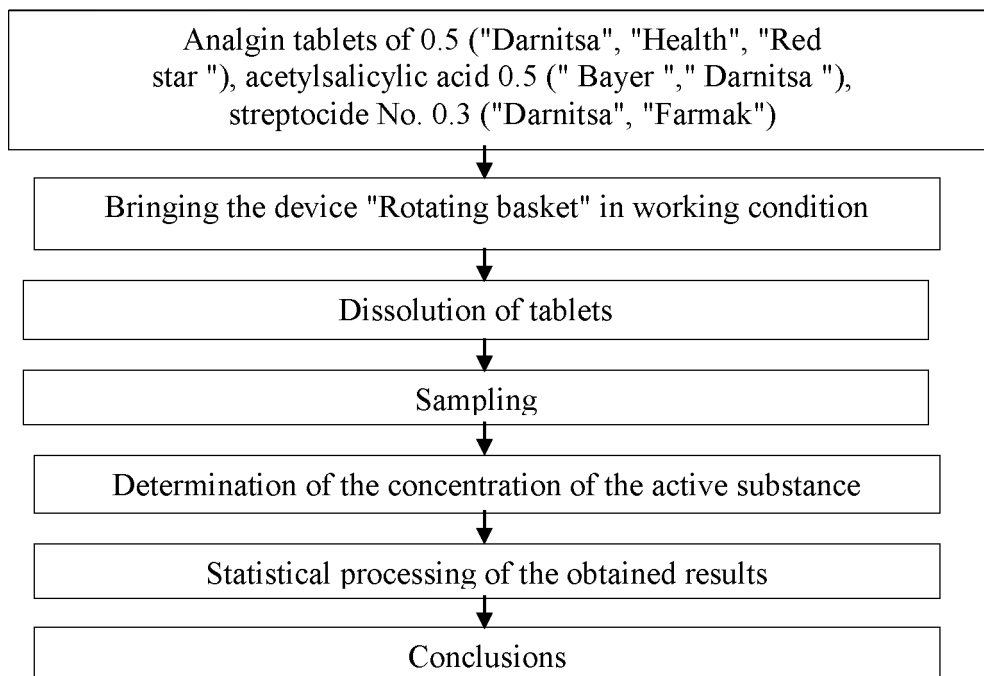 Analgin tablets of 0.5 ("Darnitsa", "Health", "Red
star "), acetylsalicylic acid 0.5 (" Bayer "," Darnitsa "),
streptocide No. 0.3 ("Darnitsa", "Farmak")
Bringing the device "Rotating basket" in working condition
Dissolution of tablets
Sampling
Determination of the concentration of the active substance
Statistical processing of the obtained results
Conclusions